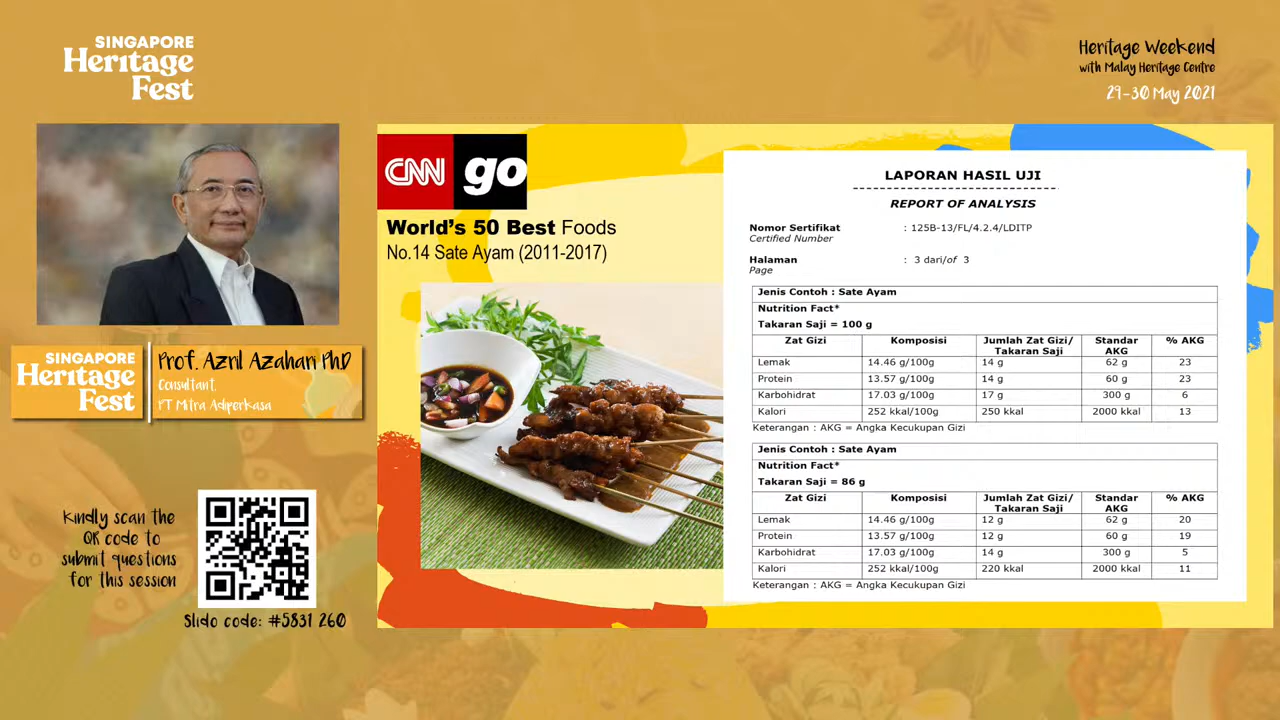 SINGAPORE
Heritage
Fest
Heritage Weekend
with Malay Heritage Centre
29-30 May 2021
SINGAPORE
Heritage
Fest
Prof. Azril Azahari PhD
Consultant,
PT Mitra Adiperkasa
Kindly scan the
QR code to
submit questions
for this session
Slido code: #5831 260
CNN go
World's 50 Best Foods
No.14 Sate Ayam (2011-2017)
LAPORAN HASIL UJI
REPORT OF ANALYSIS
Nomor Sertifikat : 125B-13/FL/4.2.4/LDITP
Certified Number
Halaman : 3 dari/of 3
Page
Jenis Contoh : Sate Ayam
Nutrition Fact*
Takaran Saji = 100 g
Zat Gizi Komposisi Jumlah Zat Gizi/ Standar % AKG
Takaran Saji AKG
Lemak 14.46 g/100g 14 g 62 g 23
Protein 13.57 g/100g 14 g 60 g 23
Karbohidrat 17.03 g/100g 17 g 300 g 6
Kalori 252 kkal/100g 250 kkal 2000 kkal 13
Keterangan : AKG = Angka Kecukupan Gizi
Jenis Contoh : Sate Ayam
Nutrition Fact*
Takaran Saji = 86 g
Zat Gizi Komposisi Jumlah Zat Gizi/ Standar % AKG
Takaran Saji AKG
Lemak 14.46 g/100g 12 g 62 g 20
Protein 13.57 g/100g 12 g 60 g 19
Karbohidrat 17.03 g/100g 14 g 300 g 5
Kalori 252 kkal/100g 220 kkal 2000 kkal 11
Keterangan : AKG = Angka Kecukupan Gizi